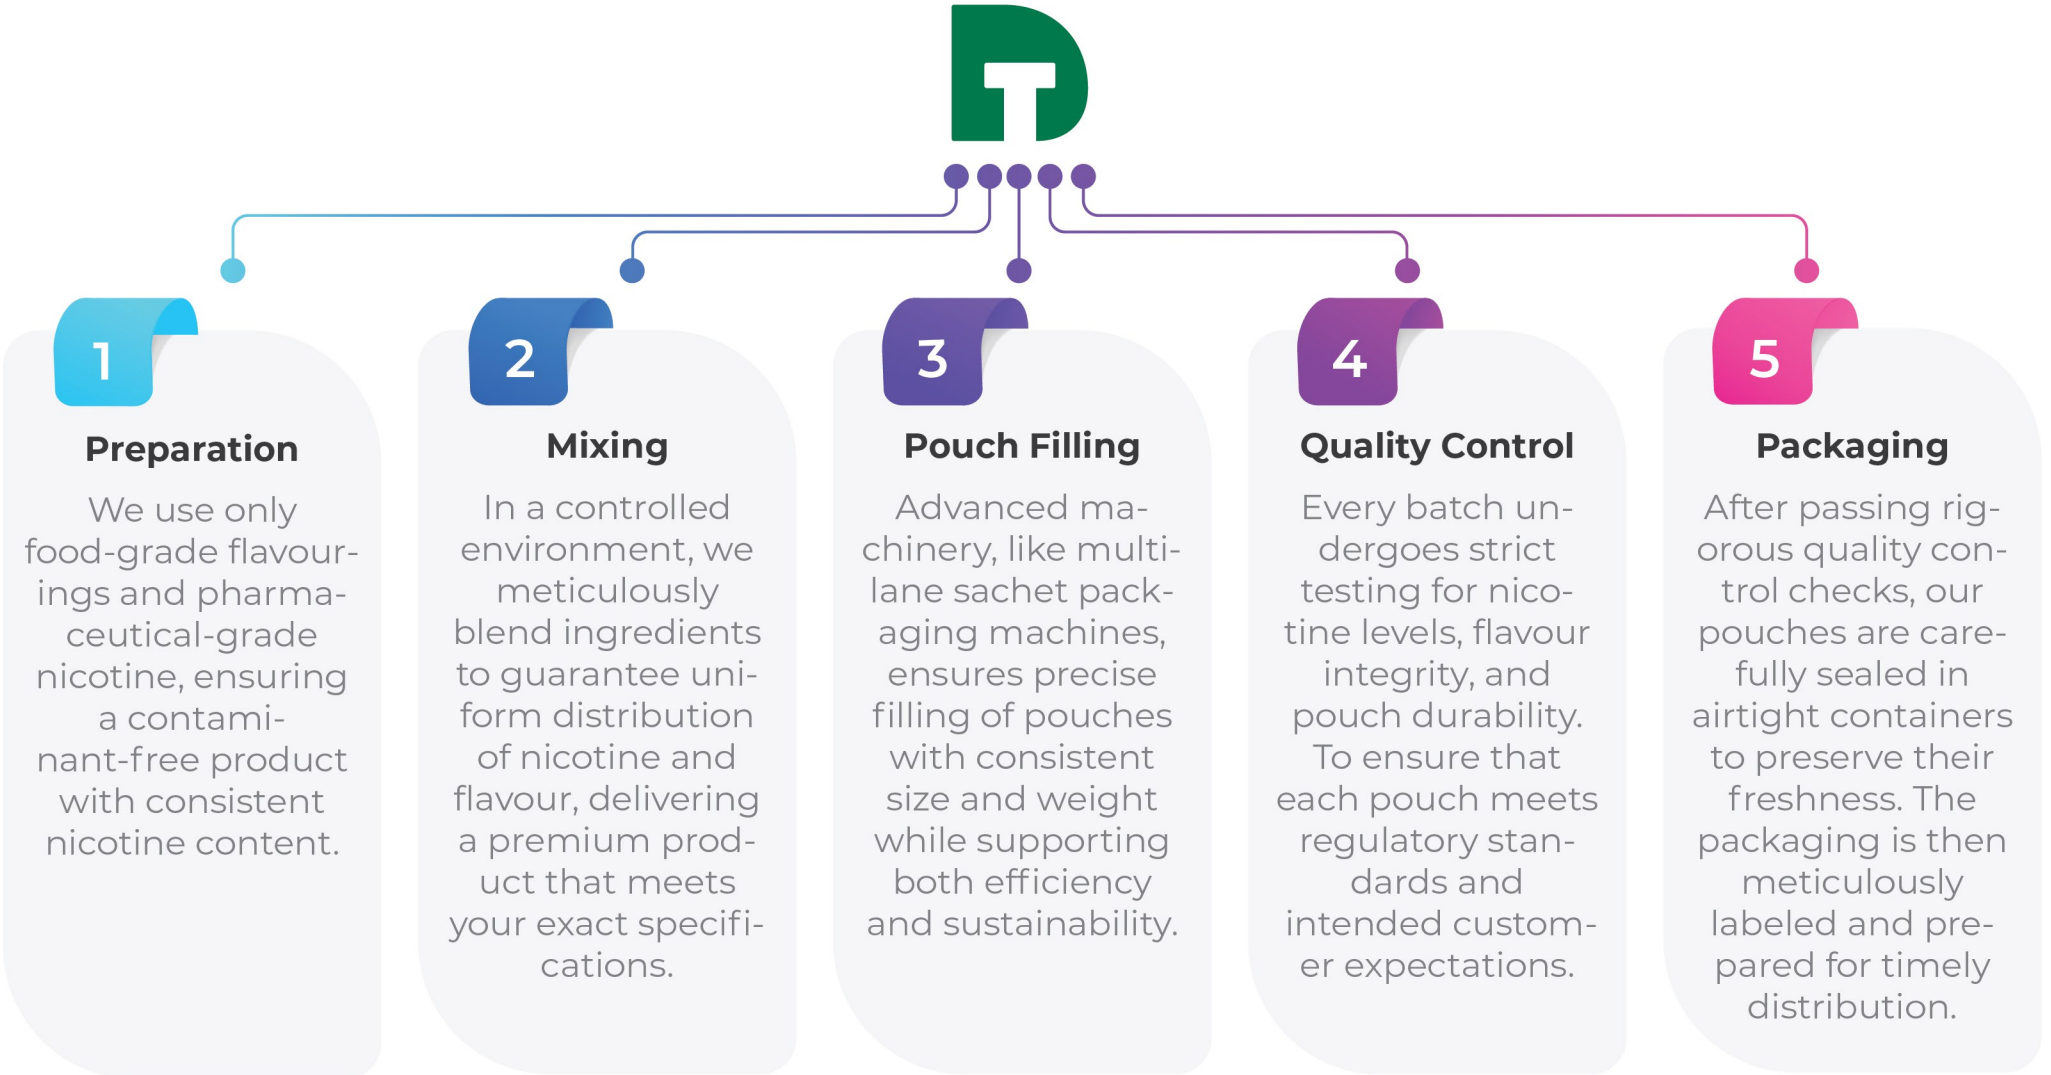 DT
1
Preparation
We use only
food-grade flavour-
ings and pharma-
ceutical-grade
nicotine, ensuring
a contami-
nant-free product
with consistent
nicotine content.
2
Mixing
In a controlled
environment, we
meticulously
blend ingredients
to guarantee uni-
form distribution
of nicotine and
flavour, delivering
a premium prod-
uct that meets
your exact specifi-
cations.
3
Pouch Filling
Advanced ma-
chinery, like multi-
lane sachet pack-
aging machines,
ensures precise
filling of pouches
with consistent
size and weight
while supporting
both efficiency
and sustainability.
4
Quality Control
Every batch un-
dergoes strict
testing for nico-
tine levels, flavour
integrity, and
pouch durability.
To ensure that
each pouch meets
regulatory stan-
dards and
intended custom-
er expectations.
5
Packaging
After passing rig-
orous quality con-
trol checks, our
pouches are care-
fully sealed in
airtight containers
to preserve their
freshness. The
packaging is then
meticulously
labeled and pre-
pared for timely
distribution.